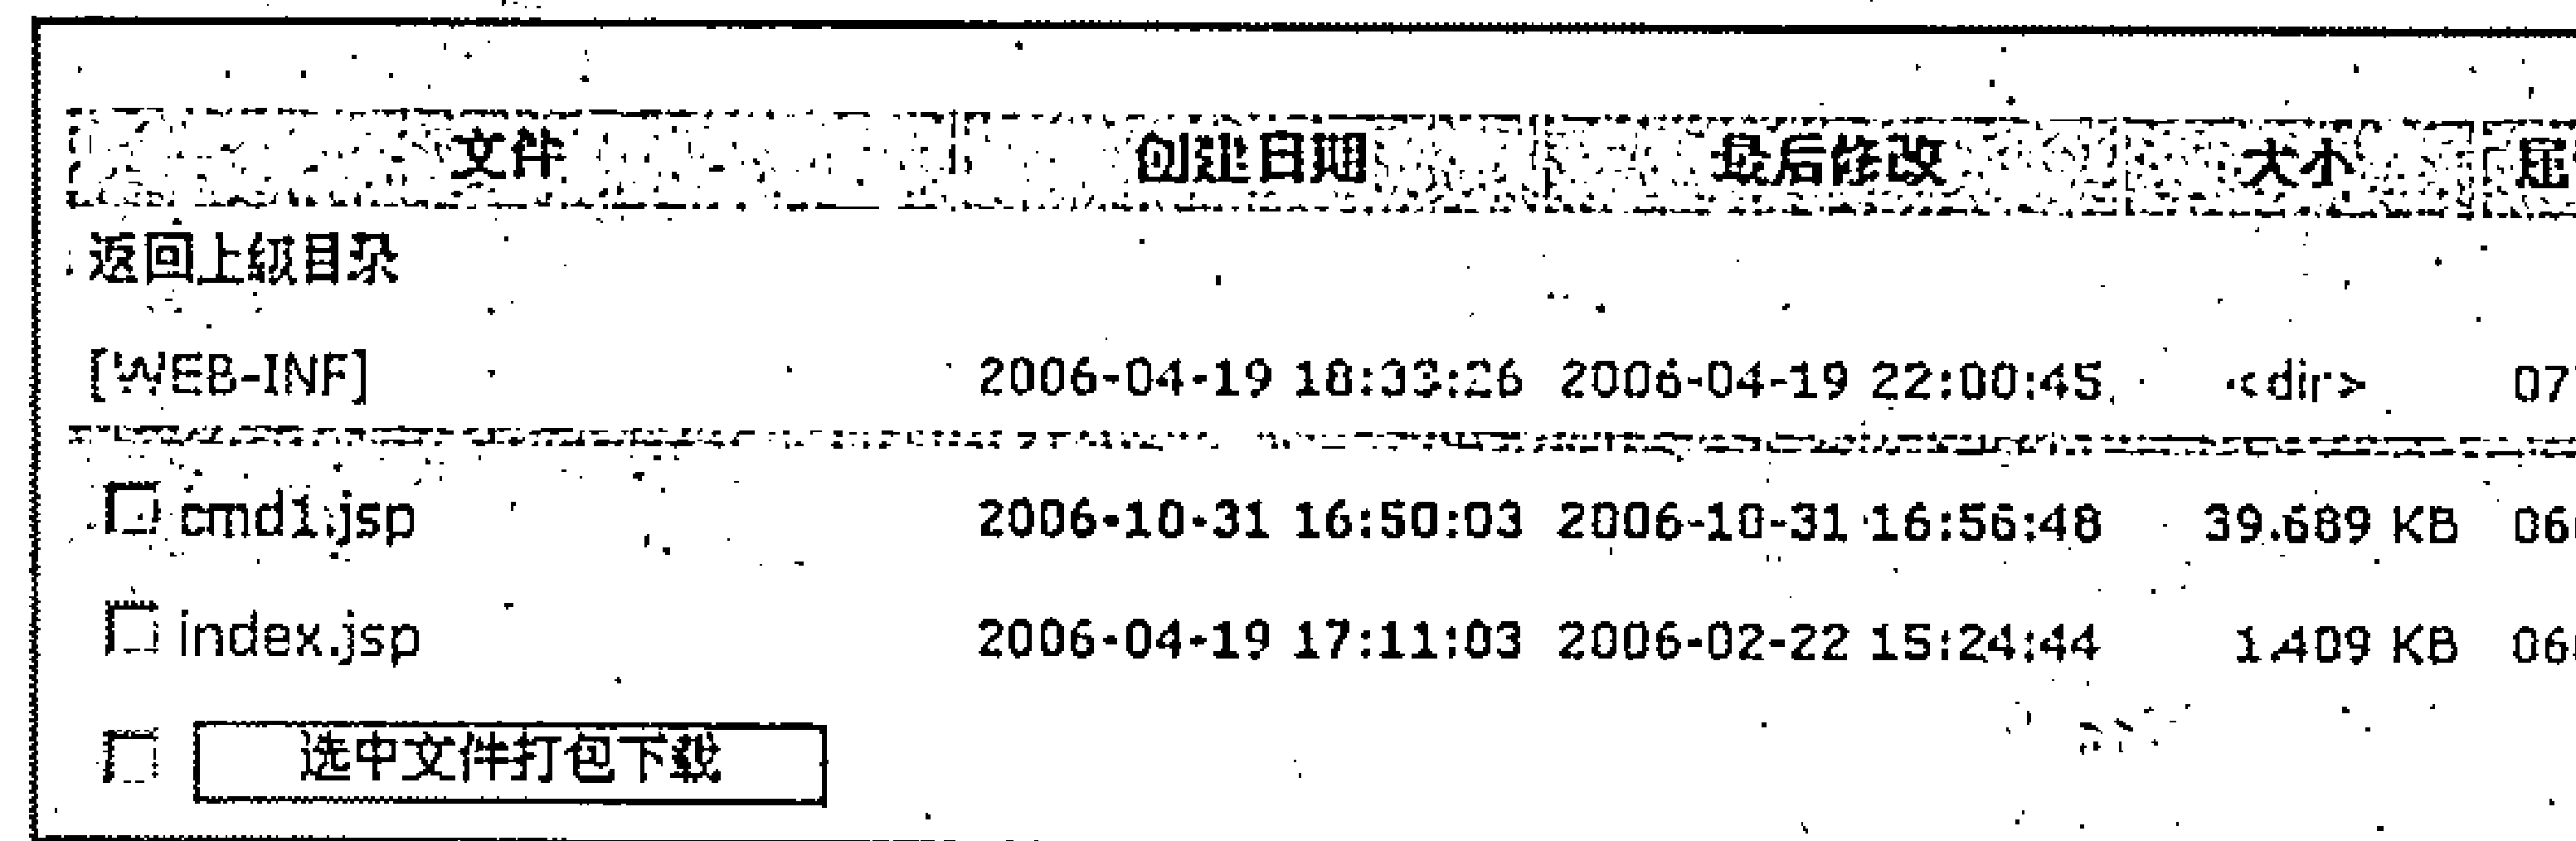 文件 创建日期 最后修改 大小
返回上级目录
[WEB-INF] 2006-04-19 18:33:26 2006-04-19 22:00:45 <dir> 07
cmd1.jsp 2006-10-31 16:50:03 2006-10-31 16:56:48 39.689 KB 06
index.jsp 2006-04-19 17:11:03 2006-02-22 15:24:44 1.409 KB 06
选中文件打包下载